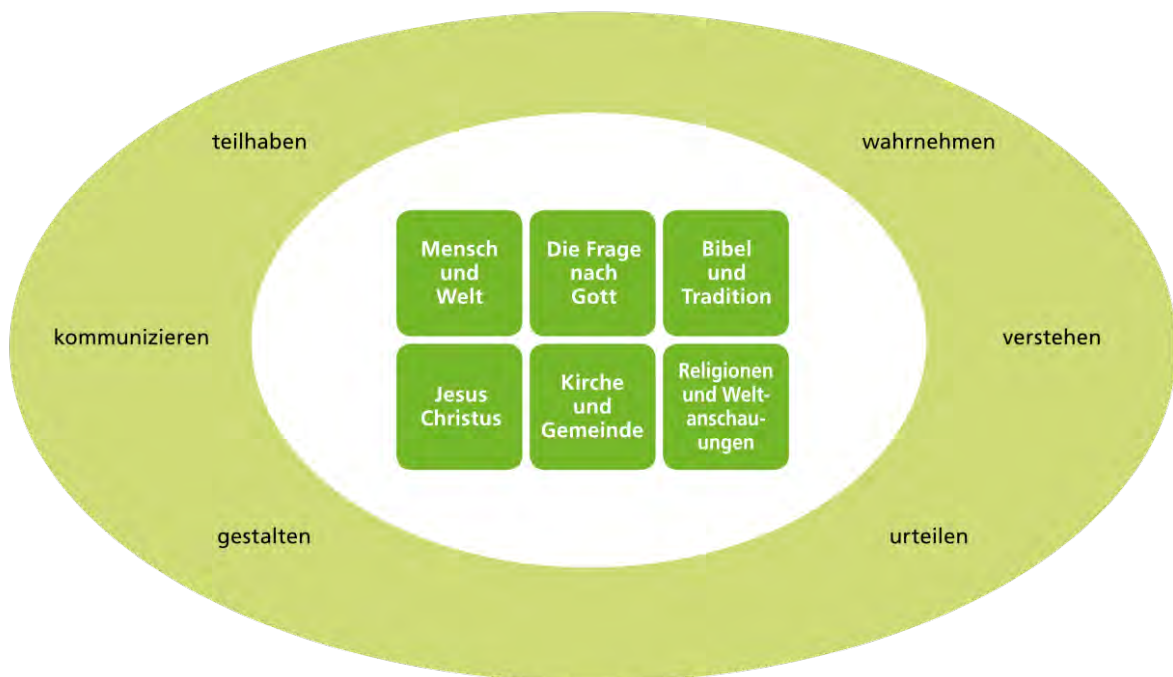 teilhaben
wahrnehmen
Mensch
und
Welt
Die Frage
nach
Gott
Bibel
und
Tradition
kommunizieren
verstehen
Jesus
Christus
Kirche
und
Gemeinde
Religionen
und Welt-
anschau-
ungen
gestalten
urteilen